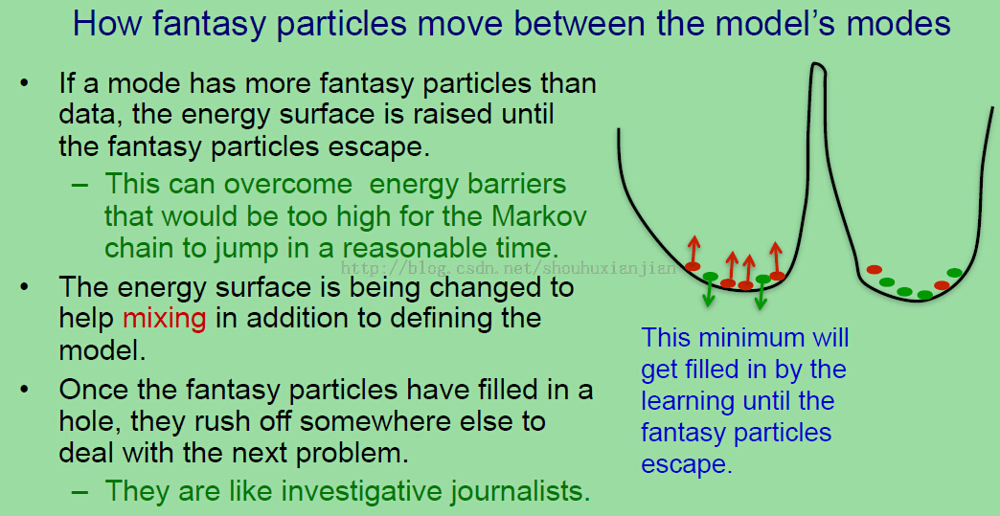 How fantasy particles move between the model's modes
• If a mode has more fantasy particles than
data, the energy surface is raised until
the fantasy particles escape.
– This can overcome energy barriers
that would be too high for the Markov
chain to jump in a reasonable time.
http://blog.csdn.net/shouhuxianjian
• The energy surface is being changed to
help mixing in addition to defining the
model.
• Once the fantasy particles have filled in a
hole, they rush off somewhere else to
deal with the next problem.
– They are like investigative journalists.
This minimum will
get filled in by the
learning until the
fantasy particles
escape.